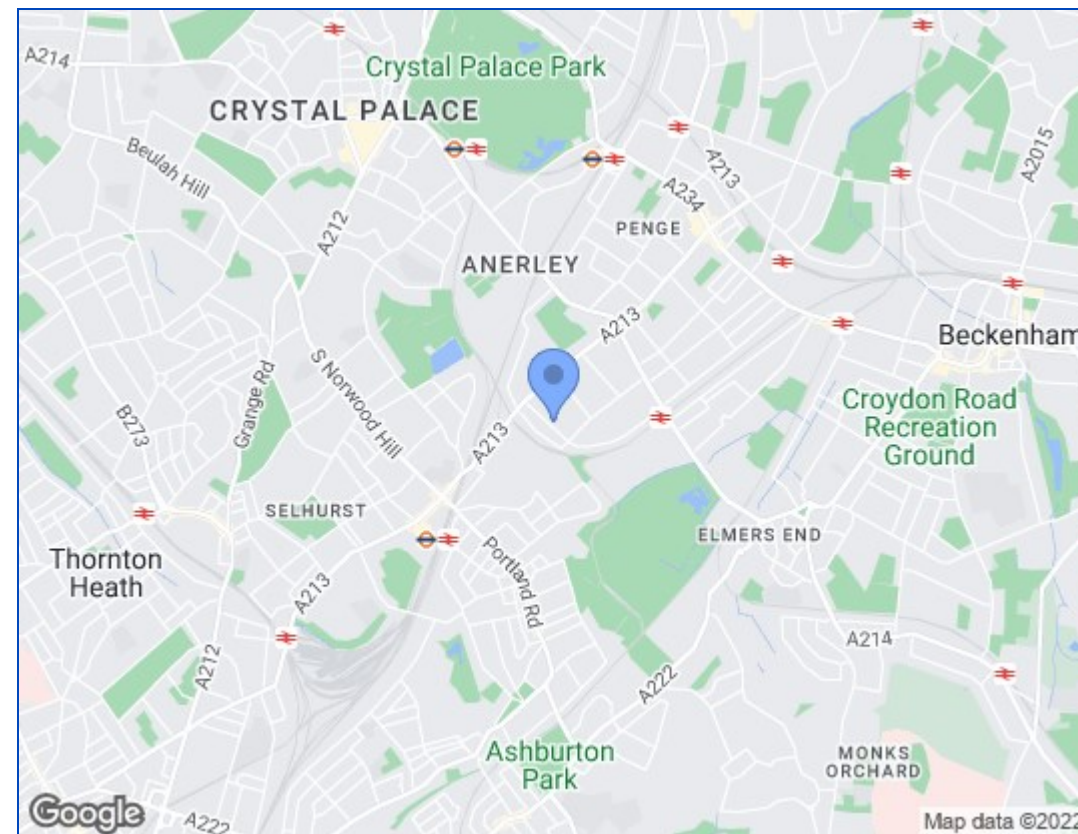 A214
Crystal Palace Park
CRYSTAL PALACE
Beulah Hill
A212
A213
A234
A2015
PENGE
ANERLEY
A213
Beckenham
S Norwood Hill
Grange Rd
B273
A213
Croydon Road
Recreation
Ground
SELHURST
ELMERS END
Thornton
Heath
Portland Rd
A213
A212
A214
A222
Ashburton
Park
MONKS
ORCHARD
Google
A222
Map data ©2022